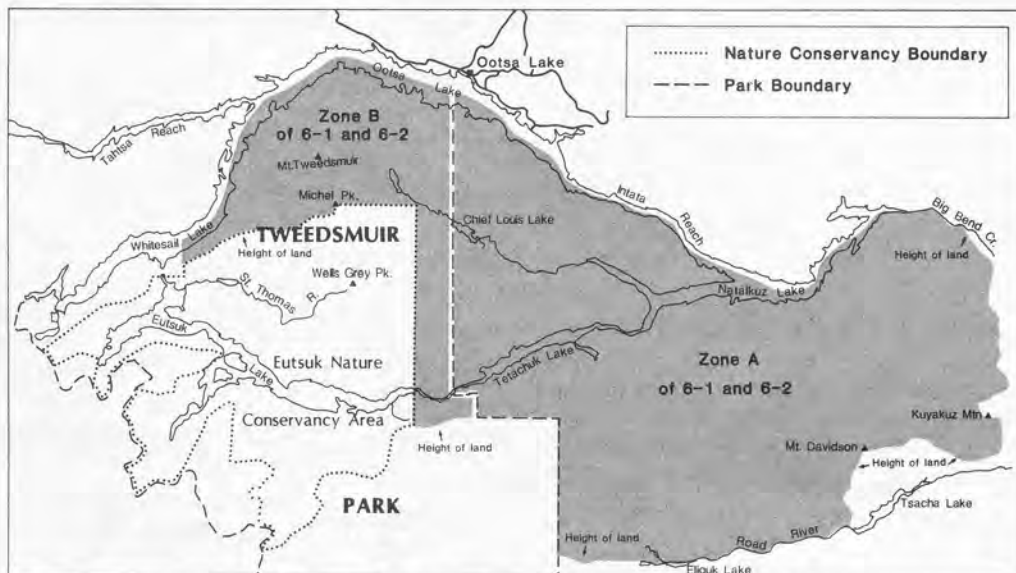 Nature Conservancy Boundary
Park Boundary
Ootsa Lake
Ootsa Lake
Zone B
of 6-1 and 6-2
Tahtsa Reach
Mt.Tweedsmuir
Michel Pk.
Intata Reach
Big Bend Cr.
Chief Louis Lake
Whitesail Lake
TWEEDSMUIR
Height of land
Height of land
Wells Grey Pk.
St. Thomas R.
Natalkuz Lake
Eutsuk Lake
Eutsuk Nature
Tetachuk Lake
Zone A
of 6-1 and 6-2
Conservancy Area
Kuyakuz Mtn
Height of land
Mt. Davidson
Height of land
PARK
Tsacha Lake
Height of land
Road River
Eliguk Lake